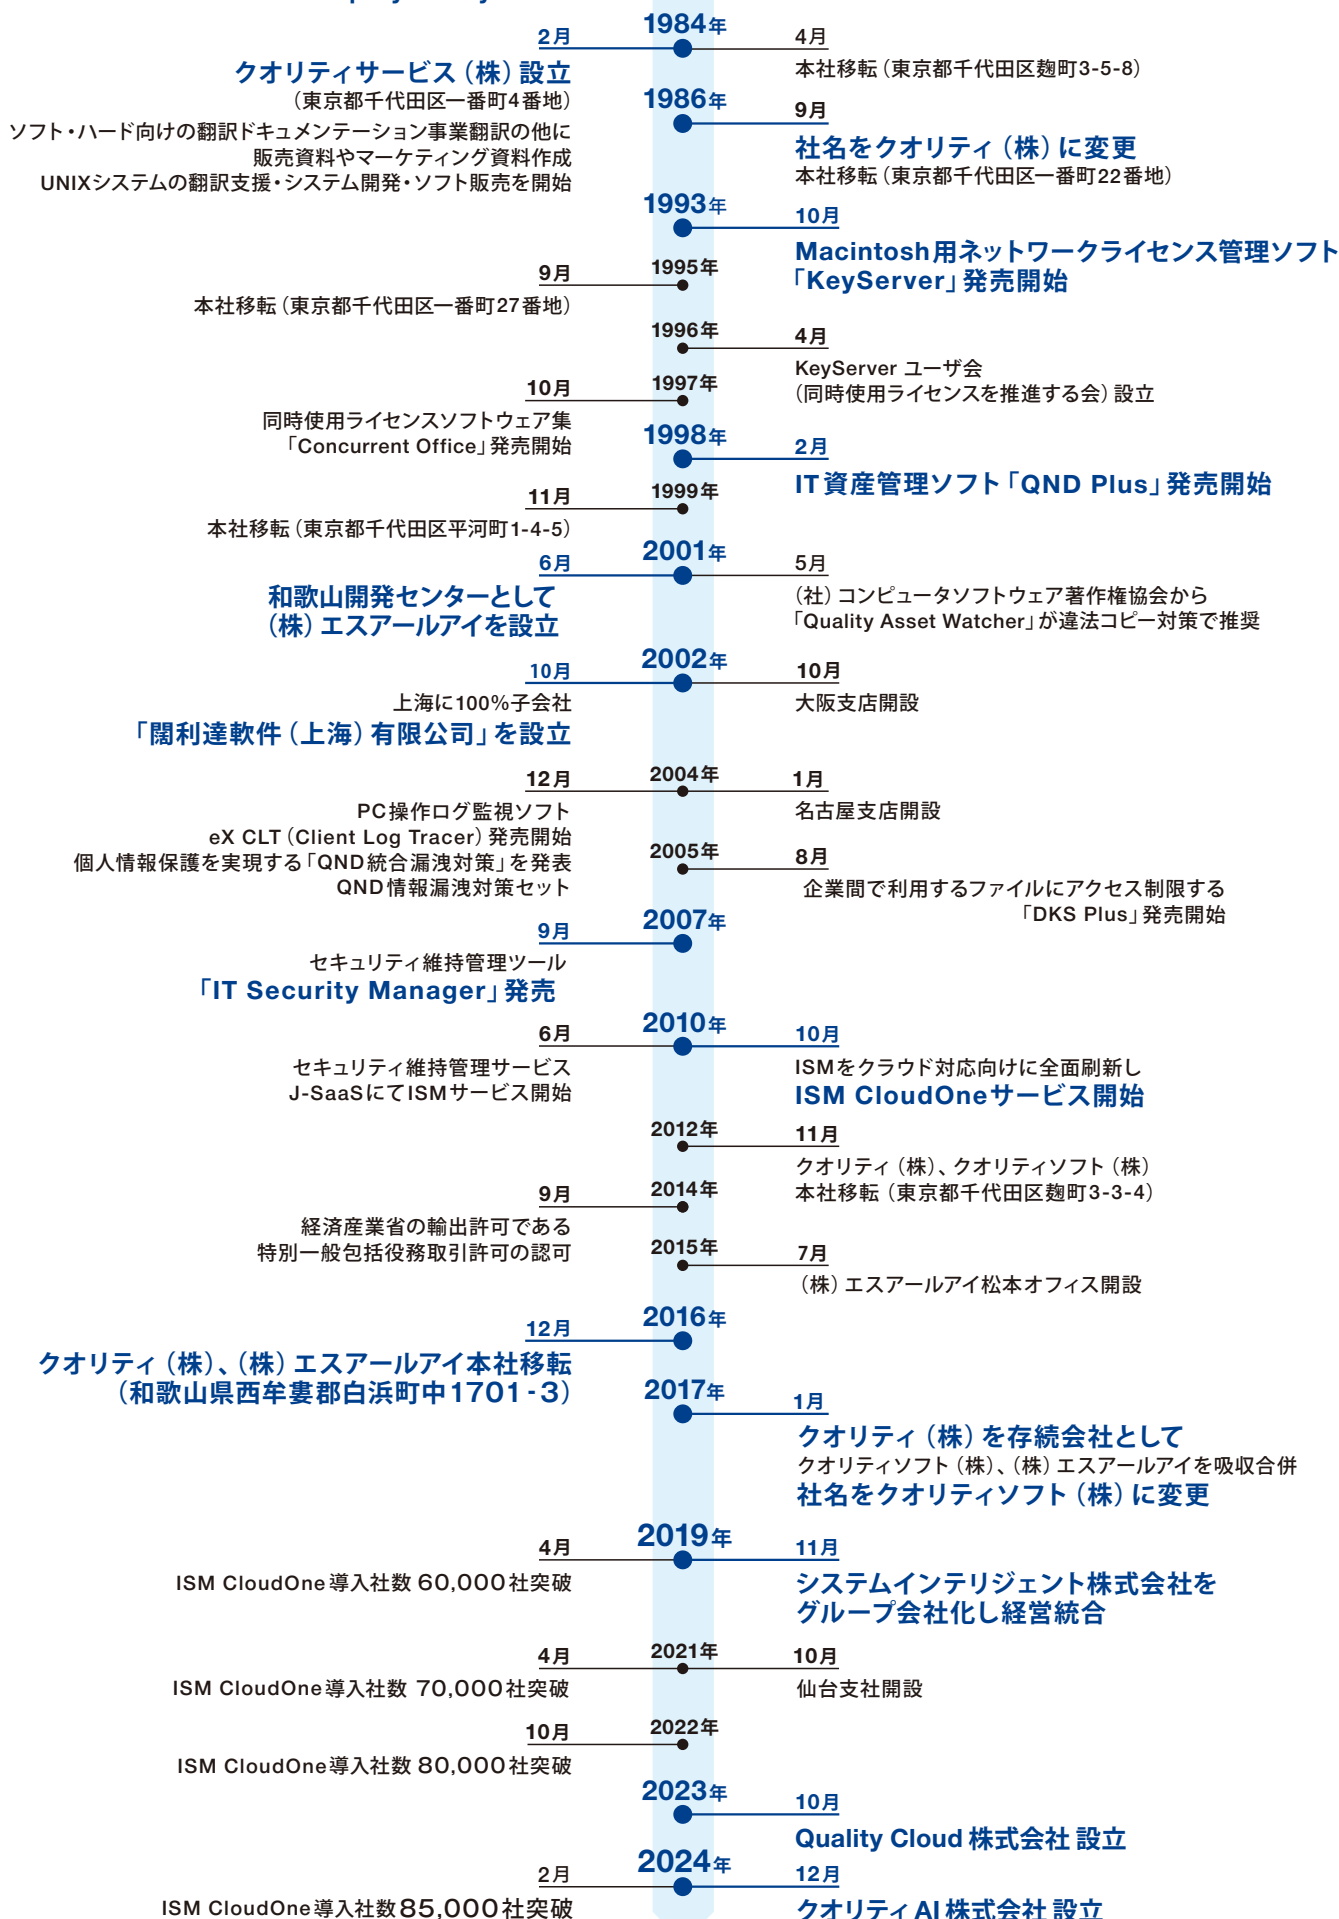 1984年
2月
クオリティサービス（株）設立
（東京都千代田区一番町4番地）
ソフト・ハード向けの翻訳ドキュメンテーション事業翻訳の他に
販売資料やマーケティング資料作成
UNIXシステムの翻訳支援・システム開発・ソフト販売を開始
4月
本社移転（東京都千代田区麹町3-5-8）
1986年
9月
社名をクオリティ（株）に変更
本社移転（東京都千代田区一番町22番地）
1993年
10月
Macintosh用ネットワークライセンス管理ソフト
「KeyServer」発売開始
1995年
9月
本社移転（東京都千代田区一番町27番地）
1996年
4月
KeyServer ユーザ会
（同時使用ライセンスを推進する会）設立
1997年
10月
同時使用ライセンスソフトウェア集
「Concurrent Office」発売開始
1998年
2月
IT資産管理ソフト「QND Plus」発売開始
1999年
11月
本社移転（東京都千代田区平河町1-4-5）
2001年
6月
和歌山開発センターとして
（株）エスアールアイを設立
5月
（社）コンピュータソフトウェア著作権協会から
「Quality Asset Watcher」が違法コピー対策で推奨
2002年
10月
上海に100%子会社
「闊利達軟件（上海）有限公司」を設立
10月
大阪支店開設
2004年
12月
PC操作ログ監視ソフト
eX CLT（Client Log Tracer）発売開始
個人情報保護を実現する「QND統合漏洩対策」を発表
QND情報漏洩対策セット
1月
名古屋支店開設
2005年
8月
企業間で利用するファイルにアクセス制限する
「DKS Plus」発売開始
2007年
9月
セキュリティ維持管理ツール
「IT Security Manager」発売
2010年
6月
セキュリティ維持管理サービス
J-SaaSにてISMサービス開始
10月
ISMをクラウド対応向けに全面刷新し
ISM CloudOneサービス開始
2012年
11月
クオリティ（株）、クオリティソフト（株）
本社移転（東京都千代田区麹町3-3-4）
2014年
9月
経済産業省の輸出許可である
特別一般包括役務取引許可の認可
2015年
7月
（株）エスアールアイ松本オフィス開設
2016年
12月
クオリティ（株）、（株）エスアールアイ本社移転
（和歌山県西牟婁郡白浜町中1701-3）
2017年
1月
クオリティ（株）を存続会社として
クオリティソフト（株）、（株）エスアールアイを吸収合併
社名をクオリティソフト（株）に変更
2019年
4月
ISM CloudOne導入社数 60,000社突破
11月
システムインテリジェント株式会社を
グループ会社化し経営統合
2021年
4月
ISM CloudOne導入社数 70,000社突破
10月
仙台支社開設
2022年
10月
ISM CloudOne導入社数 80,000社突破
2023年
10月
Quality Cloud 株式会社 設立
2024年
2月
ISM CloudOne導入社数85,000社突破
12月
クオリティAI株式会社 設立